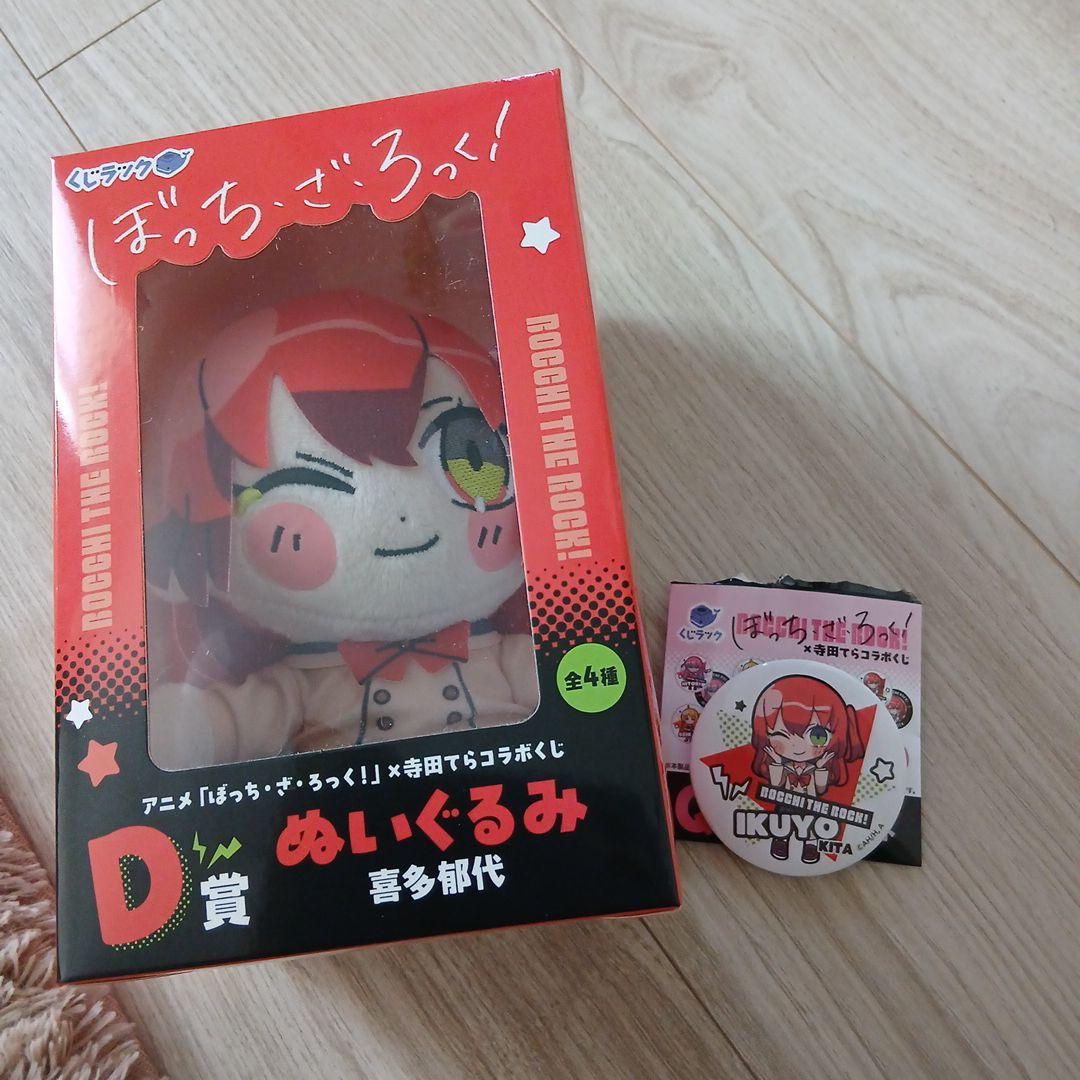 くじラック
ぼっち・ざ・ろっく!
BOCCHI THE ROCK!
BOCCHI THE ROCK!
全4種
アニメ「ぼっち・ざ・ろっく!」×寺田てらコラボくじ
D賞
ぬいぐるみ
喜多郁代
くじラック
BOCCHI THE ROCK!
ぼっち・ざ・ろっく!
×寺田てらコラボくじ
BOCCHI THE ROCK!
IKUYO
KITA
©AH/H,A